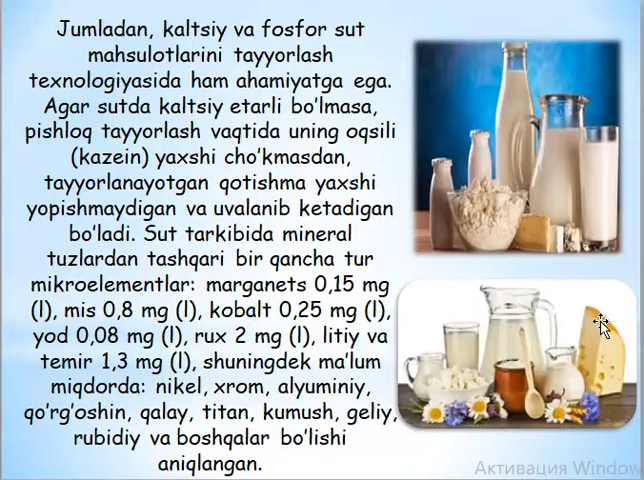 Jumladan, kaltsiy va fosfor sut
mahsulotlarini tayyorlash
texnologiyasida ham ahamiyatga ega.
Agar sutda kaltsiy etarli bo’lmasa,
pishloq tayyorlash vaqtida uning oqsili
(kazein) yaxshi cho’kmasdan,
tayyorlanayotgan qotishma yaxshi
yopishmaydigan va uvalanib ketadigan
bo’ladi. Sut tarkibida mineral
tuzlardan tashqari bir qancha tur
mikroelementlar: marganets 0,15 mg
(l), mis 0,8 mg (l), kobalt 0,25 mg (l),
yod 0,08 mg (l), rux 2 mg (l), litiy va
temir 1,3 mg (l), shuningdek ma’lum
miqdorda: nikel, xrom, alyuminiy,
qo’rg’oshin, qalay, titan, kumush, geliy,
rubidiy va boshqalar bo’lishi
aniqlangan.
Активация Window